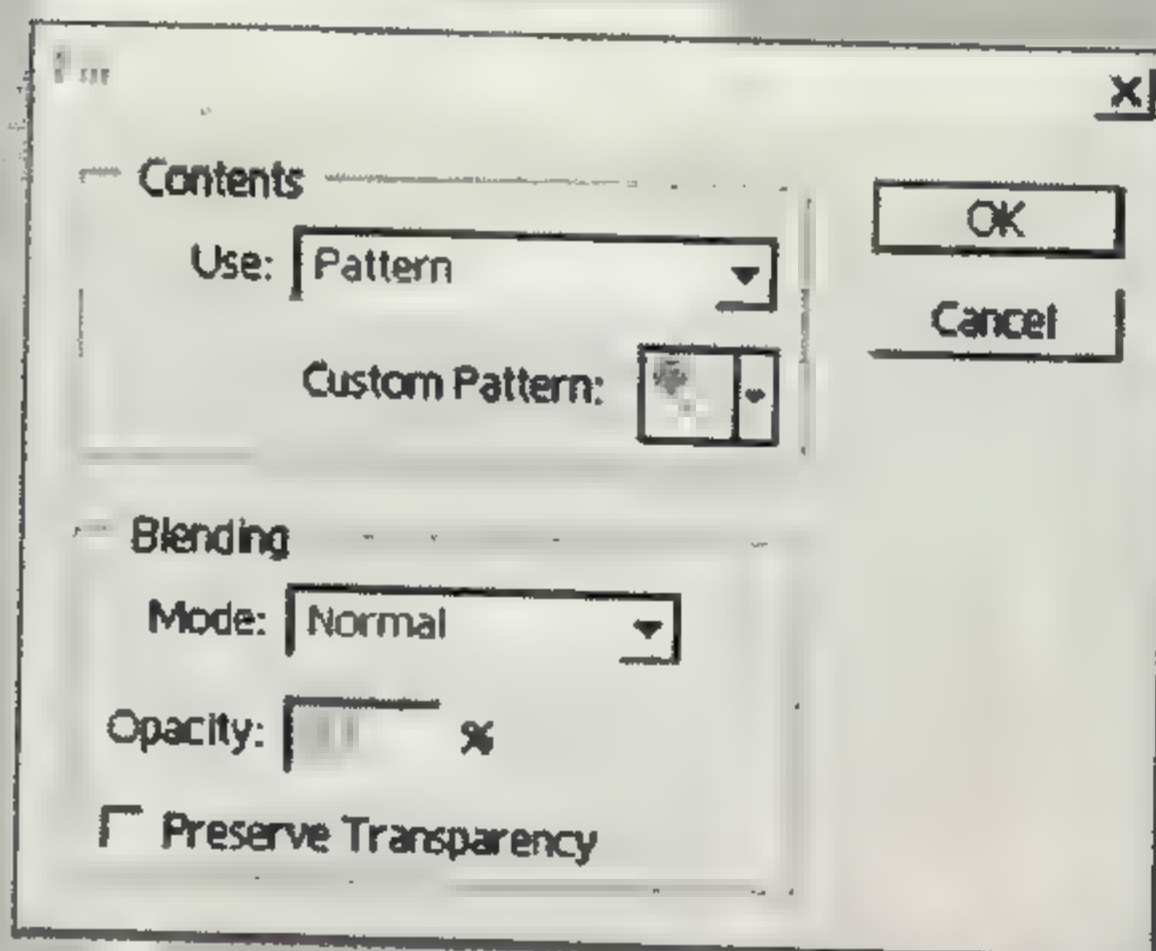 Contents
Use: Pattern
Custom Pattern:
OK
Cancel
Blending
Mode: Normal
Opacity: %
Preserve Transparency